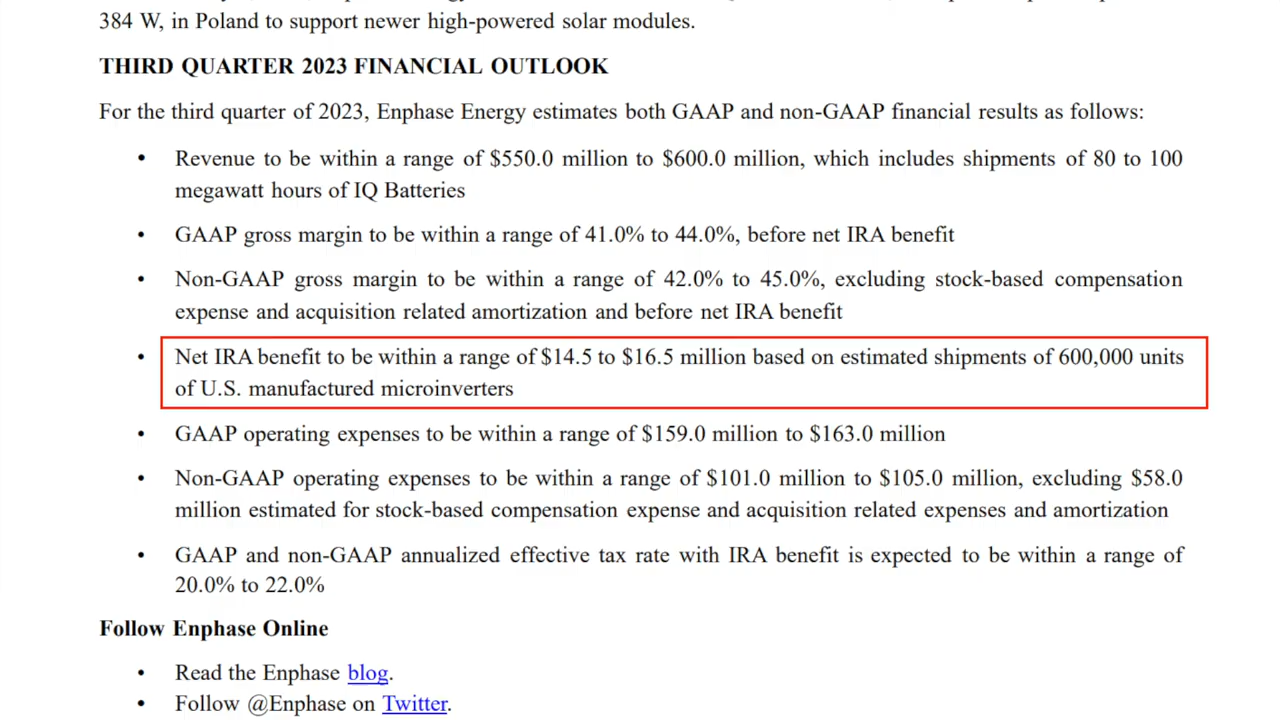 384 W, in Poland to support newer high-powered solar modules.
THIRD QUARTER 2023 FINANCIAL OUTLOOK
For the third quarter of 2023, Enphase Energy estimates both GAAP and non-GAAP financial results as follows:
• Revenue to be within a range of $550.0 million to $600.0 million, which includes shipments of 80 to 100
megawatt hours of IQ Batteries
• GAAP gross margin to be within a range of 41.0% to 44.0%, before net IRA benefit
• Non-GAAP gross margin to be within a range of 42.0% to 45.0%, excluding stock-based compensation
expense and acquisition related amortization and before net IRA benefit
• Net IRA benefit to be within a range of $14.5 to $16.5 million based on estimated shipments of 600,000 units
of U.S. manufactured microinverters
• GAAP operating expenses to be within a range of $159.0 million to $163.0 million
• Non-GAAP operating expenses to be within a range of $101.0 million to $105.0 million, excluding $58.0
million estimated for stock-based compensation expense and acquisition related expenses and amortization
• GAAP and non-GAAP annualized effective tax rate with IRA benefit is expected to be within a range of
20.0% to 22.0%
Follow Enphase Online
• Read the Enphase blog.
• Follow @Enphase on Twitter.